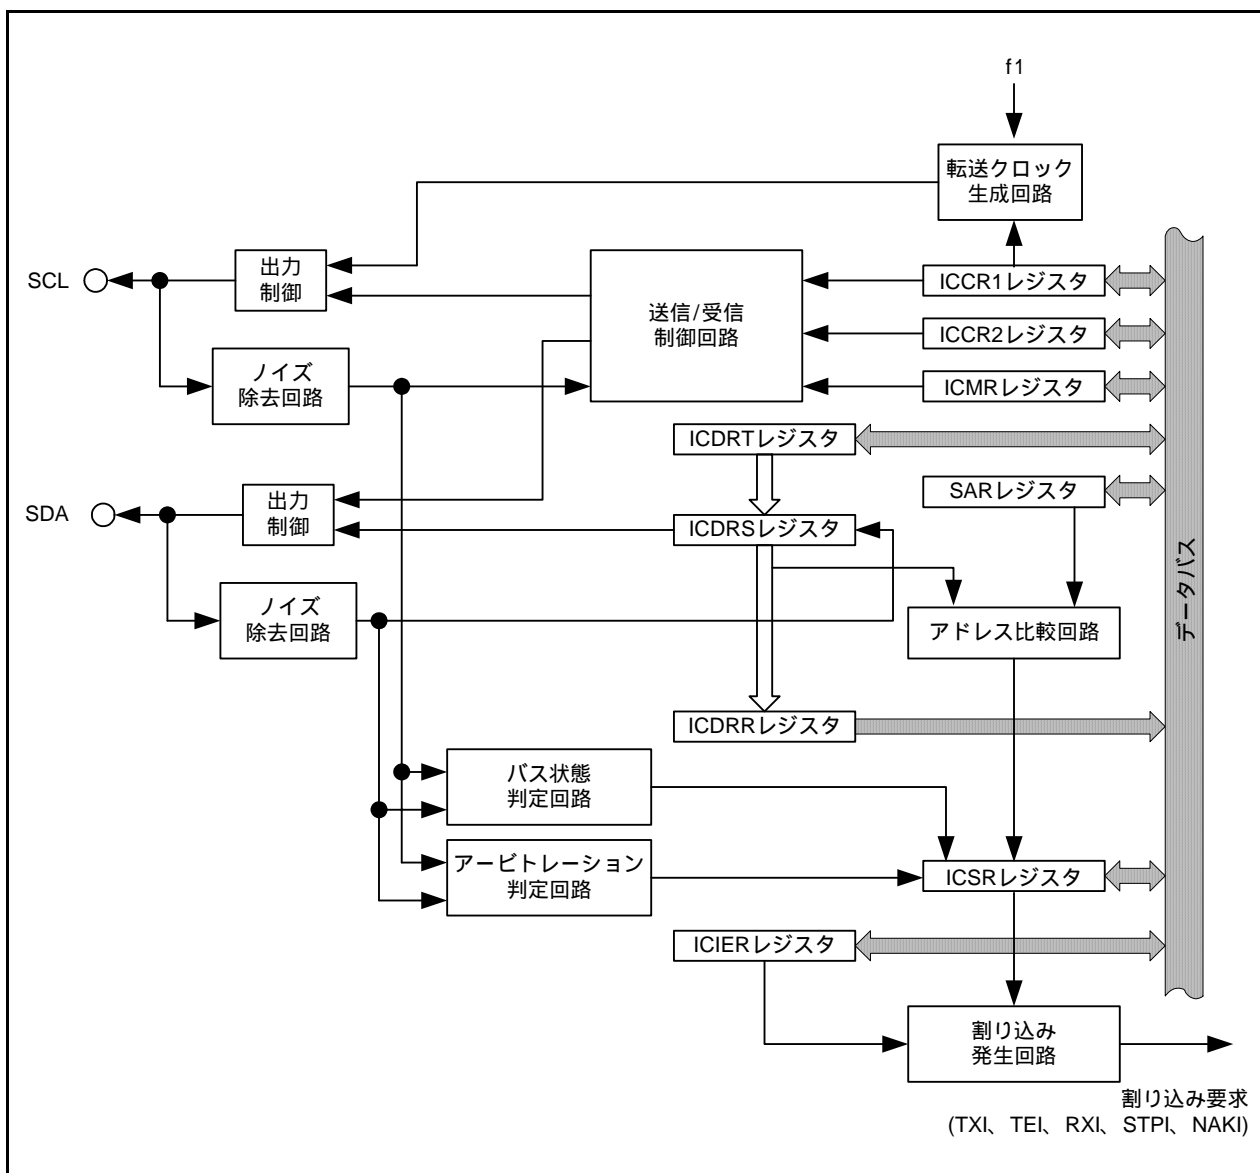 f1
転送クロック
生成回路
SCL
出力
制御
送信/受信
制御回路
ICCR1レジスタ
ICCR2レジスタ
ノイズ
除去回路
ICMRレジスタ
ICDRTレジスタ
SARレジスタ
SDA
出力
制御
ICDRSレジスタ
データバス
ノイズ
除去回路
アドレス比較回路
ICDRRレジスタ
バス状態
判定回路
アービトレーション
判定回路
ICSRレジスタ
ICIERレジスタ
割り込み
発生回路
割り込み要求
(TXI、TEI、RXI、STPI、NAKI)